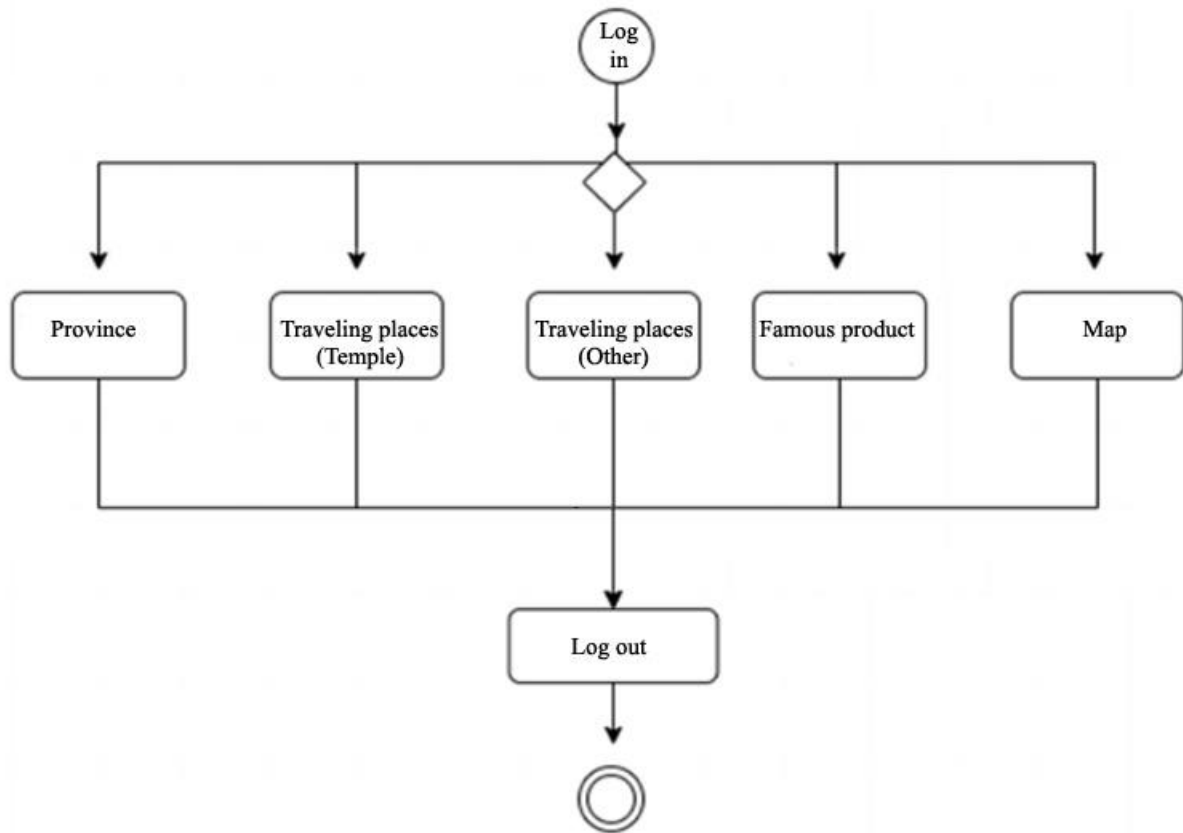 Log
in
Province
Traveling places
(Temple)
Traveling places
(Other)
Famous product
Map
Log out